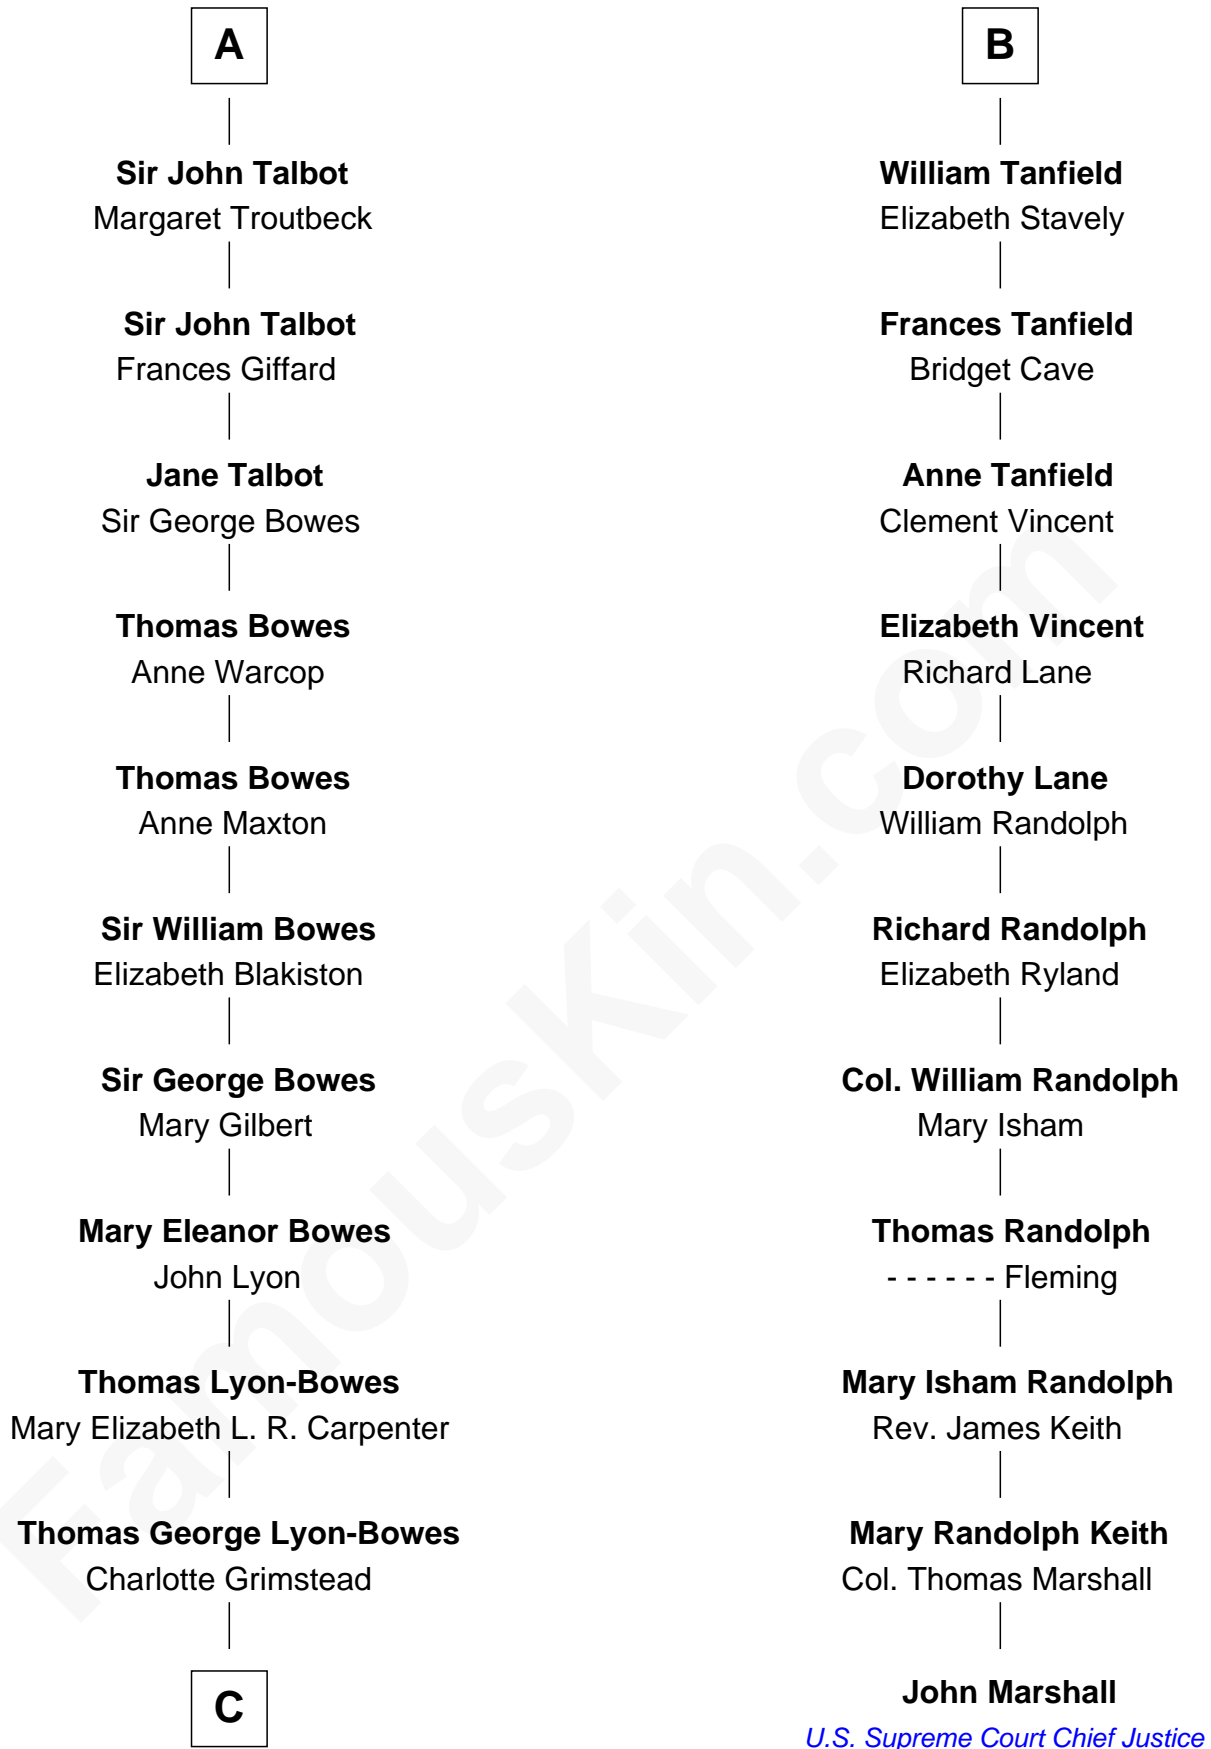 A
Sir John Talbot
Margaret Troutbeck
Sir John Talbot
Frances Giffard
Jane Talbot
Sir George Bowes
Thomas Bowes
Anne Warcop
Thomas Bowes
Anne Maxton
Sir William Bowes
Elizabeth Blakiston
Sir George Bowes
Mary Gilbert
Mary Eleanor Bowes
John Lyon
Thomas Lyon-Bowes
Mary Elizabeth L. R. Carpenter
Thomas George Lyon-Bowes
Charlotte Grimstead
C
B
William Tanfield
Elizabeth Stavely
Frances Tanfield
Bridget Cave
Anne Tanfield
Clement Vincent
Elizabeth Vincent
Richard Lane
Dorothy Lane
William Randolph
Richard Randolph
Elizabeth Ryland
Col. William Randolph
Mary Isham
Thomas Randolph
- - - - - - Fleming
Mary Isham Randolph
Rev. James Keith
Mary Randolph Keith
Col. Thomas Marshall
John Marshall
U.S. Supreme Court Chief Justice
FamousKin.com